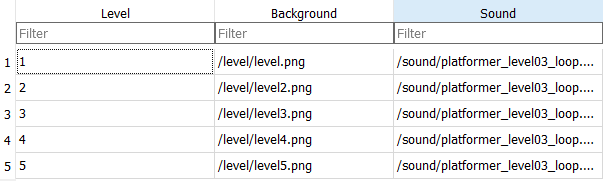 Level Background Sound
Filter Filter Filter
1 1 /level/level.png /sound/platformer_level03_loop....
2 2 /level/level2.png /sound/platformer_level03_loop....
3 3 /level/level3.png /sound/platformer_level03_loop....
4 4 /level/level4.png /sound/platformer_level03_loop....
5 5 /level/level5.png /sound/platformer_level03_loop....